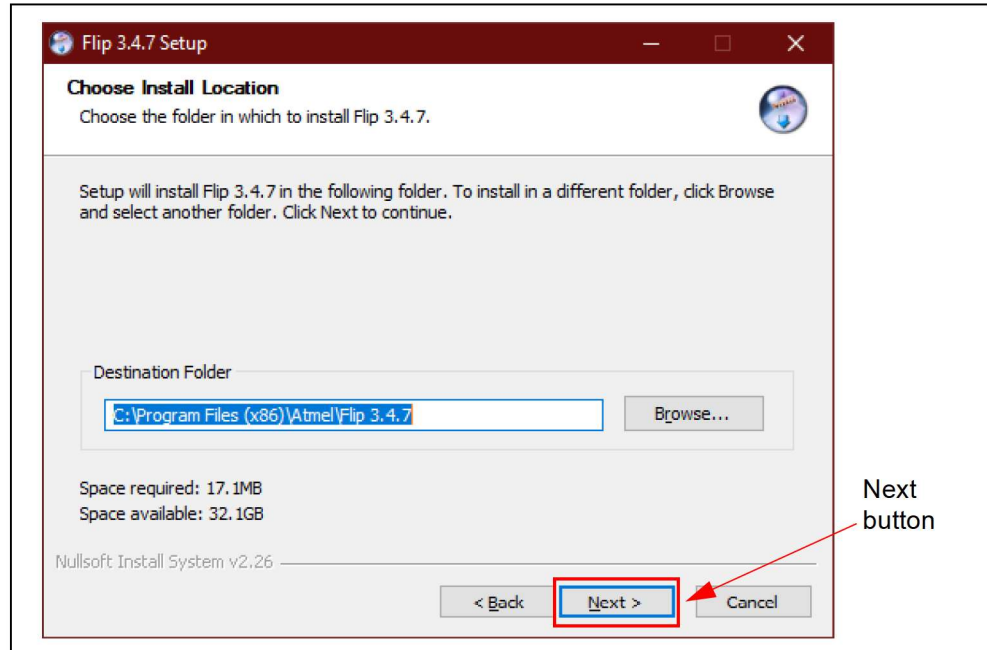 Flip 3.4.7 Setup
Choose Install Location
Choose the folder in which to install Flip 3.4.7.
Setup will install Flip 3.4.7 in the following folder. To install in a different folder, click Browse
and select another folder. Click Next to continue.
Destination Folder
C:\Program Files (x86)\Atmel\Flip 3.4.7
Browse...
Space required: 17.1MB
Space available: 32.1GB
Next
button
Nullsoft Install System v2.26
< Back
Next >
Cancel